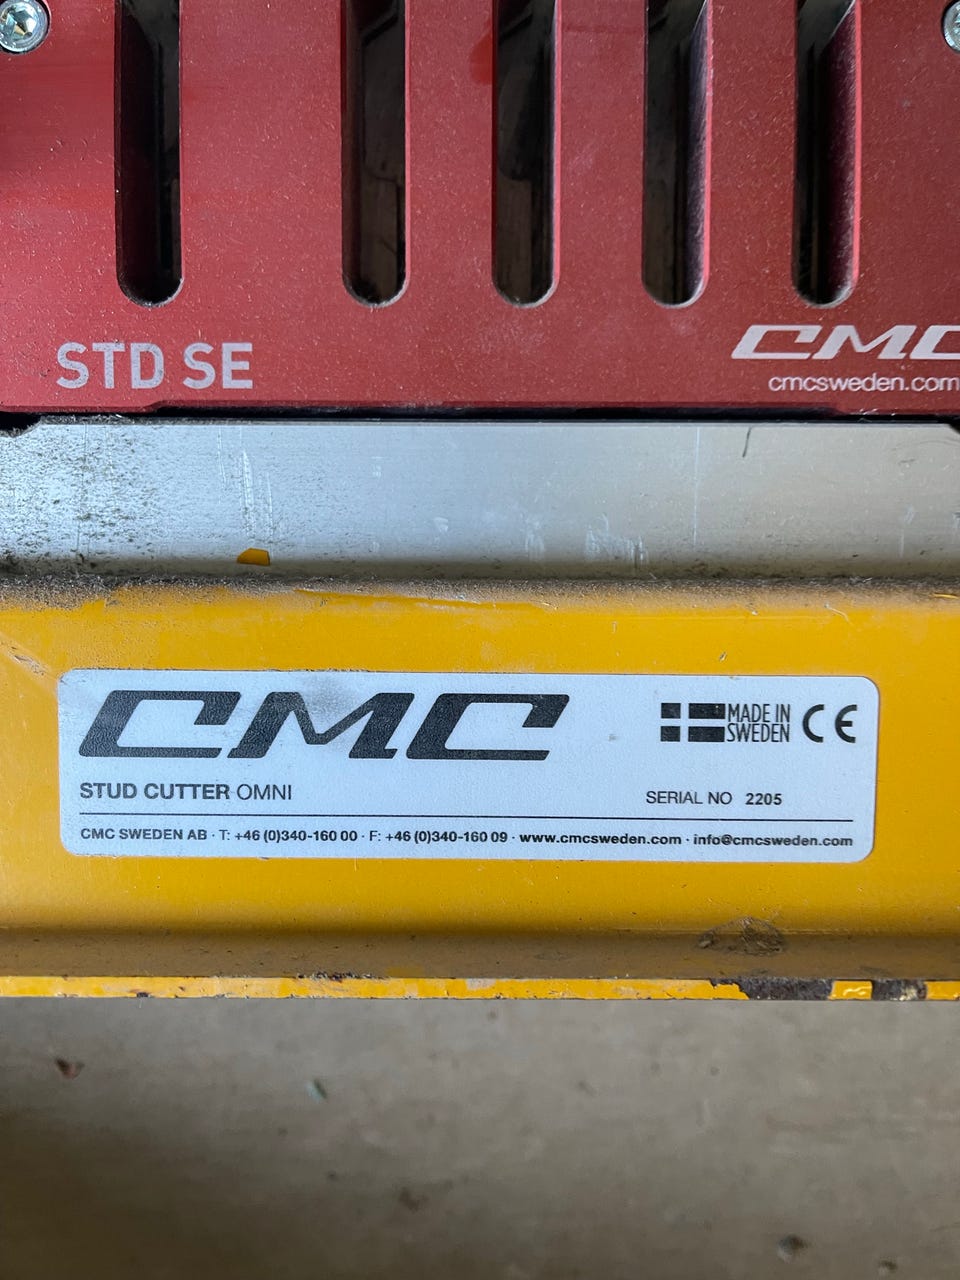 STD SE
CMC
cmcsweden.com
CMC
MADE IN
SWEDEN
CE
STUD CUTTER OMNI
SERIAL NO 2205
CMC SWEDEN AB · T: +46 (0)340-160 00 · F: +46 (0)340-160 09 · www.cmcsweden.com · info@cmcsweden.com